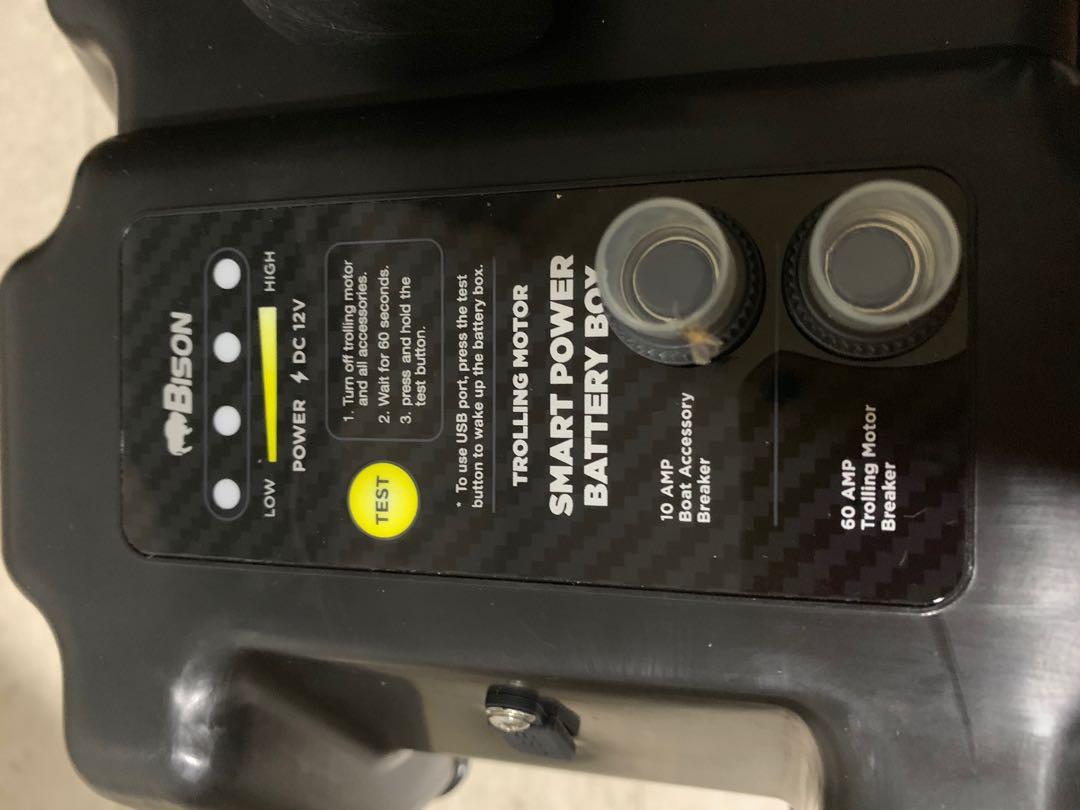 BISON
LOW HIGH
POWER DC 12V
TEST
1. Turn off trolling motor
and all accessories.
2. Wait for 60 seconds.
3. press and hold the
test button.
* To use USB port, press the test
button to wake up the battery box.
TROLLING MOTOR
SMART POWER
BATTERY BOX
10 AMP
Boat Accessory
Breaker
60 AMP
Trolling Motor
Breaker